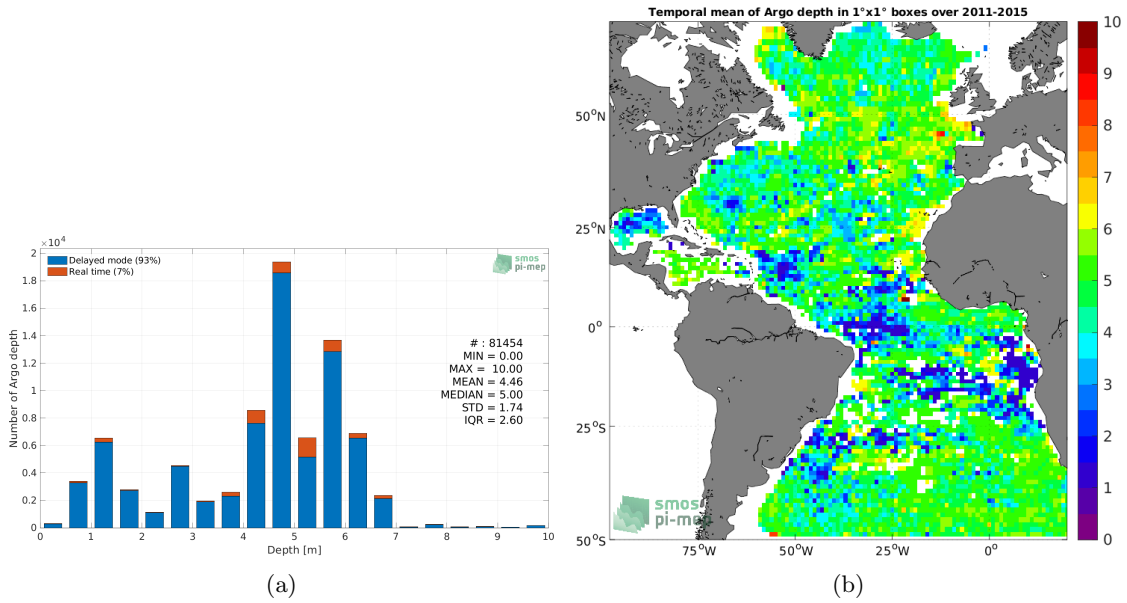 ×10⁴
2
1.8
1.6
1.4
1.2
1
0.8
0.6
0.4
0.2
0
Number of Argo depth
Delayed mode (93%)
Real time (7%)
smos
pi-mep
# : 81454
MIN = 0.00
MAX = 10.00
MEAN = 4.46
MEDIAN = 5.00
STD = 1.74
IQR = 2.60
0 1 2 3 4 5 6 7 8 9 10
Depth [m]
(a)
Temporal mean of Argo depth in 1°x1° boxes over 2011-2015
50°N
25°N
0°
25°S
50°S
75°W 50°W 25°W 0°
smos
pi-mep
10
9
8
7
6
5
4
3
2
1
0
(b)